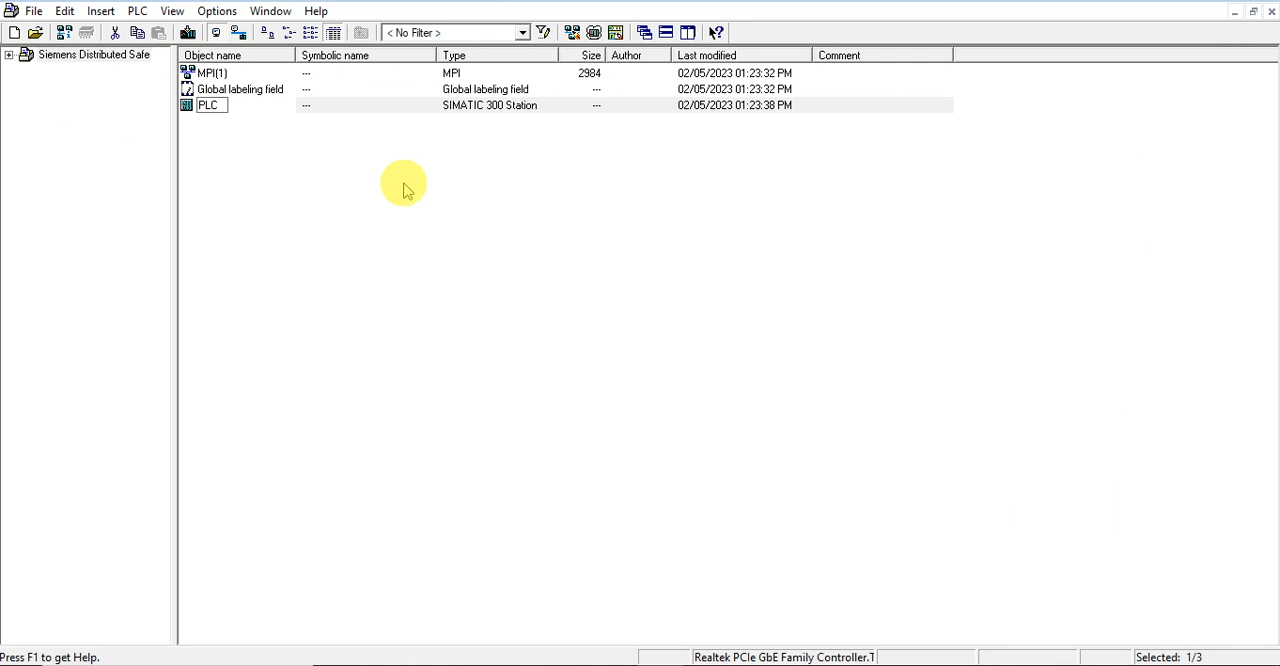 File Edit Insert PLC View Options Window Help
< No Filter >
Siemens Distributed Safe
Object name Symbolic name Type Size Author Last modified Comment
MPI(1) --- MPI 2984 02/05/2023 01:23:32 PM
Global labeling field --- Global labeling field --- 02/05/2023 01:23:32 PM
PLC --- SIMATIC 300 Station --- 02/05/2023 01:23:38 PM
Press F1 to get Help. Realtek PCIe GbE Family Controller.T Selected: 1/3